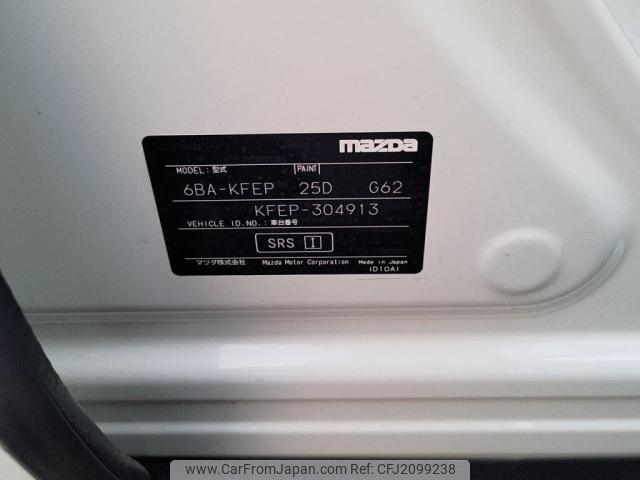 mazda
MODEL: 型式 PAINT
6BA-KFEP 25D G62
KFEP-304913
VEHICLE ID.NO.: 車台番号
SRS I
マツダ株式会社 Mazda Motor Corporation Made in Japan
(D10A)
www.CarFromJapan.com | © CarFromJapan | CFJ2099238